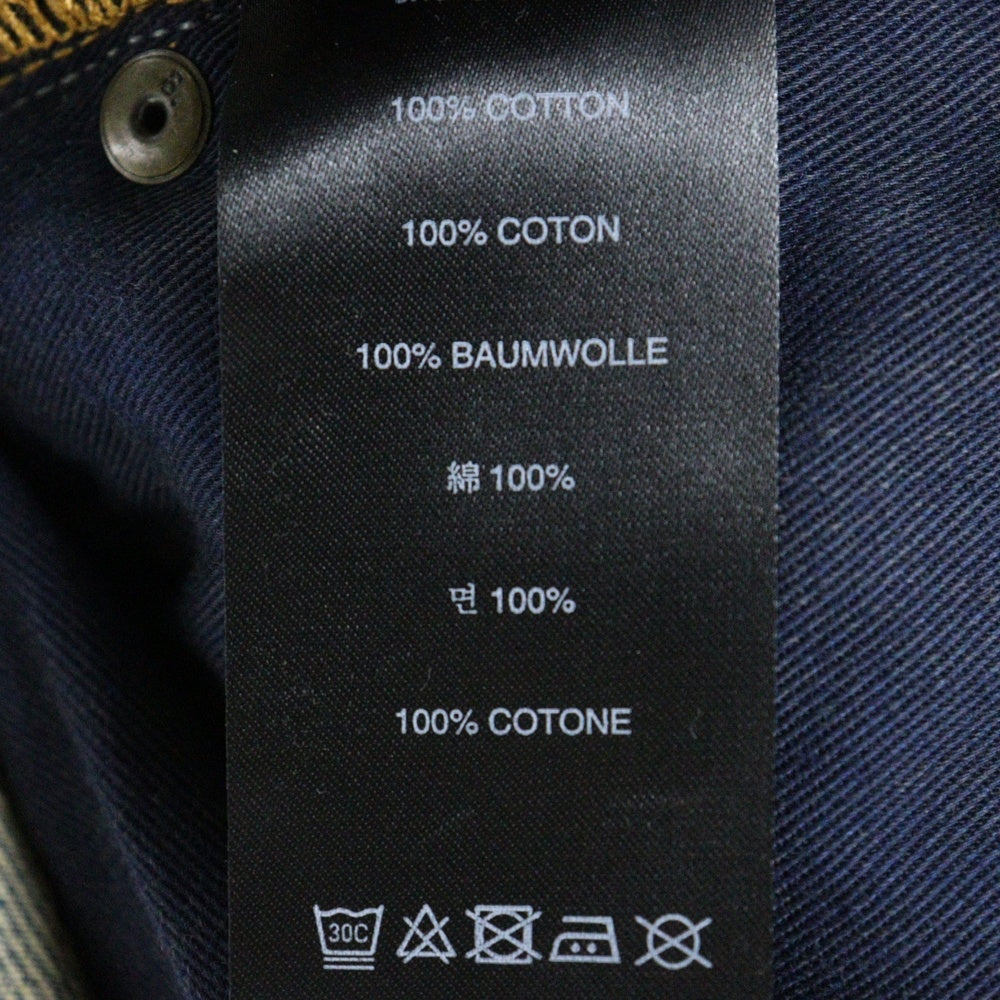 100% COTTON
100% COTON
100% BAUMWOLLE
綿 100%
면 100%
100% COTONE
30C